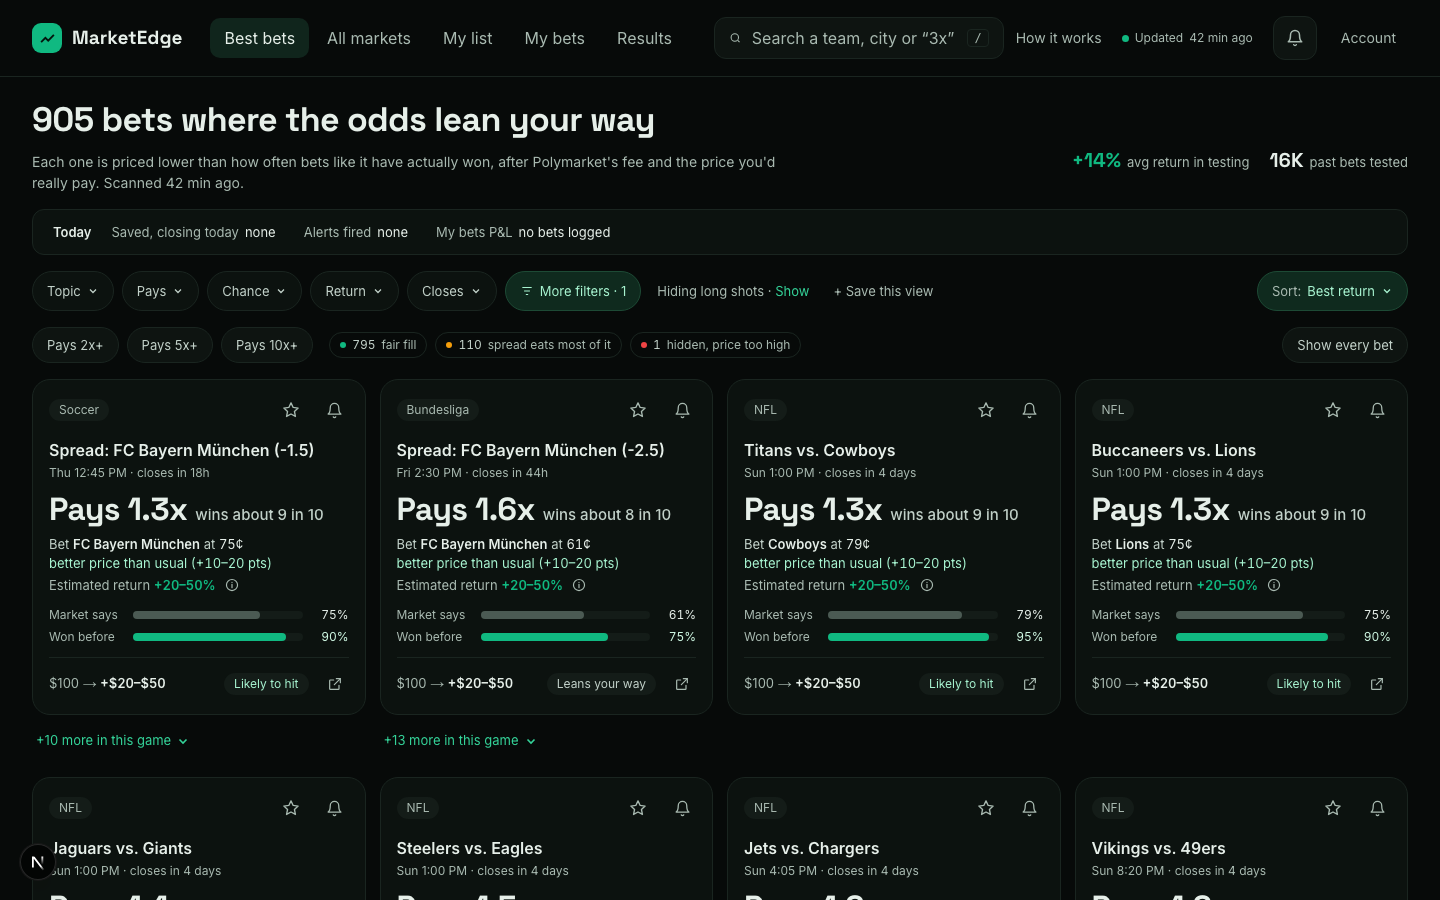 MarketEdge
Best bets
All markets
My list
My bets
Results
Search a team, city or “3x”
/
How it works
Updated 42 min ago
Account
905 bets where the odds lean your way
Each one is priced lower than how often bets like it have actually won, after Polymarket's fee and the price you'd
really pay. Scanned 42 min ago.
+14% avg return in testing
16K past bets tested
Today
Saved, closing today none
Alerts fired none
My bets P&L no bets logged
Topic
Pays
Chance
Return
Closes
More filters · 1
Hiding long shots · Show
+ Save this view
Sort: Best return
Pays 2x+
Pays 5x+
Pays 10x+
795 fair fill
110 spread eats most of it
1 hidden, price too high
Show every bet
Soccer
Spread: FC Bayern München (-1.5)
Thu 12:45 PM · closes in 18h
Pays 1.3x wins about 9 in 10
Bet FC Bayern München at 75¢
better price than usual (+10–20 pts)
Estimated return +20–50%
Market says 75%
Won before 90%
$100 → +$20–$50
Likely to hit
+10 more in this game
Bundesliga
Spread: FC Bayern München (-2.5)
Fri 2:30 PM · closes in 44h
Pays 1.6x wins about 8 in 10
Bet FC Bayern München at 61¢
better price than usual (+10–20 pts)
Estimated return +20–50%
Market says 61%
Won before 75%
$100 → +$20–$50
Leans your way
+13 more in this game
NFL
Titans vs. Cowboys
Sun 1:00 PM · closes in 4 days
Pays 1.3x wins about 9 in 10
Bet Cowboys at 79¢
better price than usual (+10–20 pts)
Estimated return +20–50%
Market says 79%
Won before 95%
$100 → +$20–$50
Likely to hit
NFL
Buccaneers vs. Lions
Sun 1:00 PM · closes in 4 days
Pays 1.3x wins about 9 in 10
Bet Lions at 75¢
better price than usual (+10–20 pts)
Estimated return +20–50%
Market says 75%
Won before 90%
$100 → +$20–$50
Likely to hit
NFL
Jaguars vs. Giants
Sun 1:00 PM · closes in 4 days
N
NFL
Steelers vs. Eagles
Sun 1:00 PM · closes in 4 days
NFL
Jets vs. Chargers
Sun 4:05 PM · closes in 4 days
NFL
Vikings vs. 49ers
Sun 8:20 PM · closes in 4 days